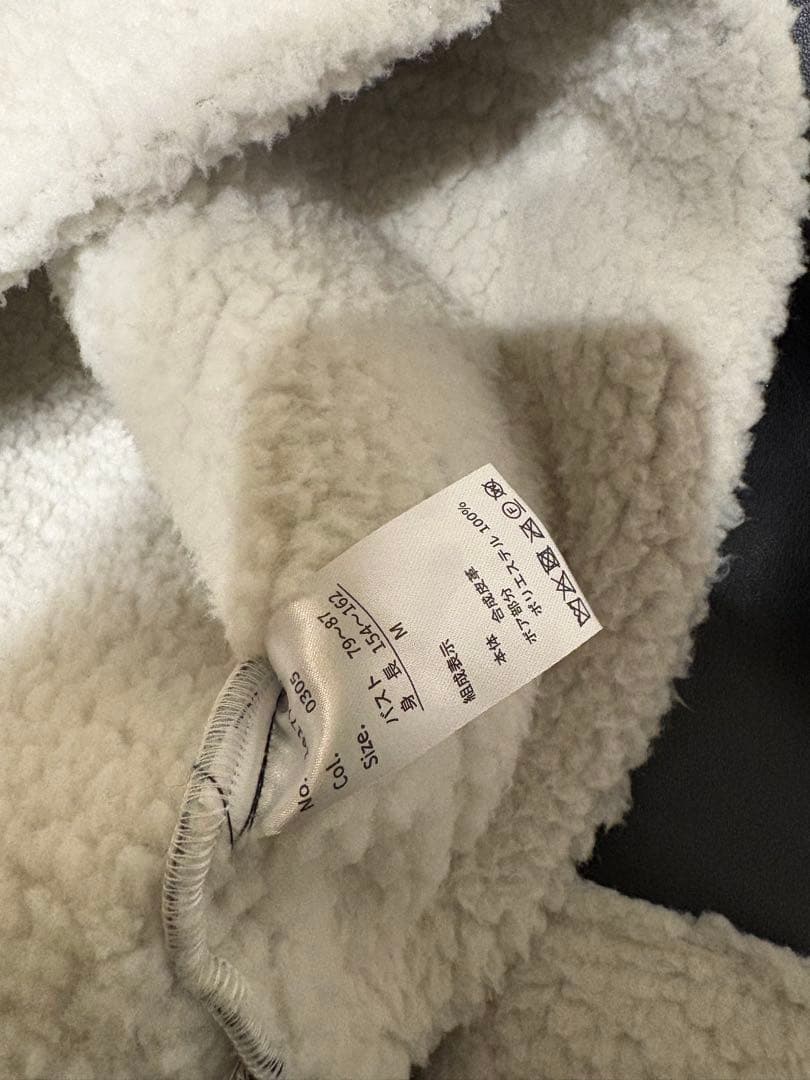 No.
Col. 0305
Size.
バスト 79~87
身 長 154~162
M
組成表示
本体 合成皮革
ボア部分
ポリエステル 100%